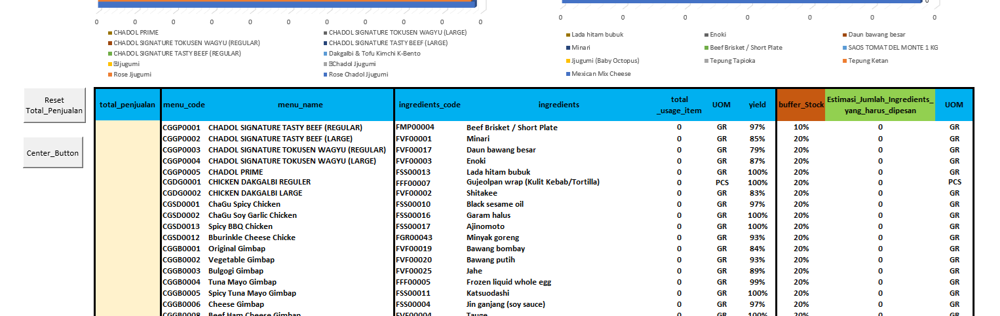 0 0 0 0 0 0 0 0 0 0 0
CHADOL PRIME CHADOL SIGNATURE TOKUSEN WAGYU (LARGE)
CHADOL SIGNATURE TOKUSEN WAGYU (REGULAR) CHADOL SIGNATURE TASTY BEEF (LARGE)
CHADOL SIGNATURE TASTY BEEF (REGULAR) Dakgalbi & Tofu Kimchi K-Bento
Jjugumi Chadol Jjugumi
Rose Jjugumi Rose Chadol Jjugumi
0
0 0 0 0 0 0 0
Lada hitam bubuk Enoki Daun bawang besar
Minari Beef Brisket / Short Plate SAOS TOMAT DEL MONTE 1 KG
Jjugumi (Baby Octopus) Tepung Tapioka Tepung Ketan
Mexican Mix Cheese
Reset
Total_Penjualan
Center_Button
total_penjualan menu_code menu_name ingredients_code ingredients total _usage_item UOM yield buffer_Stock Estimasi_Jumlah_Ingredients_ yang_harus_dipesan UOM
CGGP0001 CHADOL SIGNATURE TASTY BEEF (REGULAR) FMP00004 Beef Brisket / Short Plate 0 GR 97% 10% 0 GR
CGGP0002 CHADOL SIGNATURE TASTY BEEF (LARGE) FVF00001 Minari 0 GR 85% 20% 0 GR
CGGP0003 CHADOL SIGNATURE TOKUSEN WAGYU (REGULAR) FVF00017 Daun bawang besar 0 GR 79% 20% 0 GR
CGGP0004 CHADOL SIGNATURE TOKUSEN WAGYU (LARGE) FVF00003 Enoki 0 GR 87% 20% 0 GR
CGGP0005 CHADOL PRIME FSS00013 Lada hitam bubuk 0 GR 100% 20% 0 GR
CGDG0001 CHICKEN DAKGALBI REGULER FFF00007 Gujeolpan wrap (Kulit Kebab/Tortilla) 0 PCS 100% 20% 0 PCS
CGDG0002 CHICKEN DAKGALBI LARGE FVF00002 Shitakee 0 GR 83% 20% 0 GR
CGSD0001 ChaGu Spicy Chicken FSS00010 Black sesame oil 0 GR 97% 20% 0 GR
CGSD0002 ChaGu Soy Garlic Chicken FSS00016 Garam halus 0 GR 100% 20% 0 GR
CGSD0013 Spicy BBQ Chicken FSS00017 Ajinomoto 0 GR 100% 20% 0 GR
CGSD0012 Bburinkle Cheese Chicke FGR00043 Minyak goreng 0 GR 93% 20% 0 GR
CGGB0001 Original Gimbap FVF00019 Bawang bombay 0 GR 84% 20% 0 GR
CGGB0002 Vegetable Gimbap FVF00020 Bawang putih 0 GR 93% 20% 0 GR
CGGB0003 Bulgogi Gimbap FVF00025 Jahe 0 GR 89% 20% 0 GR
CGGB0004 Tuna Mayo Gimbap FFF00005 Frozen liquid whole egg 0 GR 99% 20% 0 GR
CGGB0005 Spicy Tuna Mayo Gimbap FSS00011 Katsuodashi 0 GR 100% 20% 0 GR
CGGB0006 Cheese Gimbap FSS00004 Jin ganjang (soy sauce) 0 GR 97% 20% 0 GR
CGGB0008 Beef Ham Cheese Gimbap FVF00004 Tauge 0 GR 100% 20% 0 GR